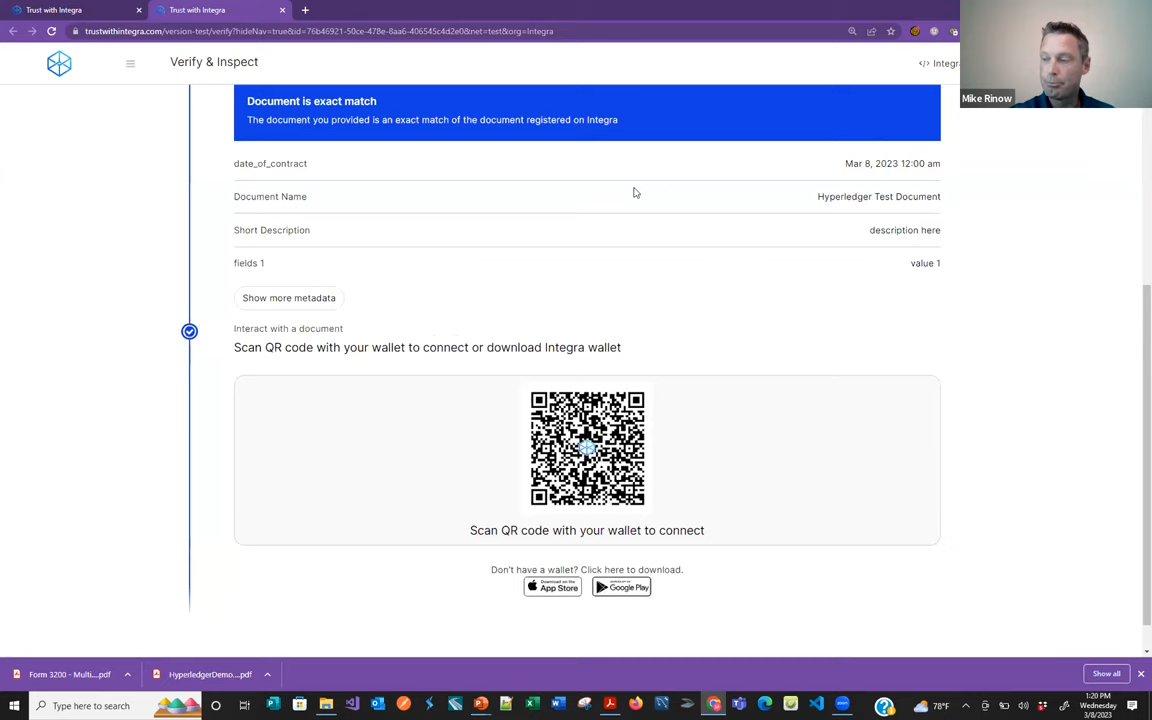 Trust with Integra
Trust with Integra
trustwithintegra.com/version-test/verify?hideNav=true&id=76b46921-50ce-478e-8aa6-406545c4d2e0&net=test&org=Integra
Verify & Inspect
</> Integra
Mike Rinow
Document is exact match
The document you provided is an exact match of the document registered on Integra
date_of_contract Mar 8, 2023 12:00 am
Document Name Hyperledger Test Document
Short Description description here
fields 1 value 1
Show more metadata
Interact with a document
Scan QR code with your wallet to connect or download Integra wallet
Scan QR code with your wallet to connect
Don't have a wallet? Click here to download.
Download on the App Store
Google Play
Form 3200 - Multi....pdf
HyperledgerDemo....pdf
Show all
Type here to search
78°F
1:20 PM
Wednesday
3/8/2023